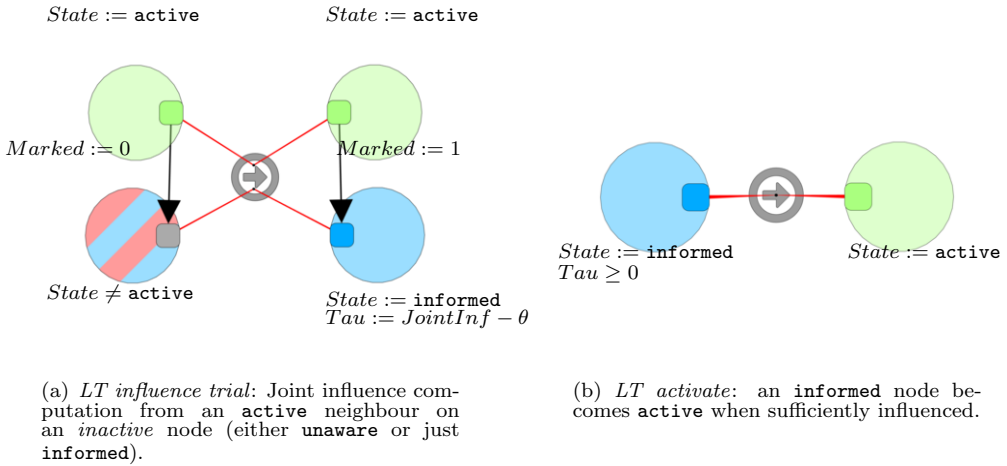 State := active
State := active
Marked := 0
Marked := 1
State ≠ active
State := informed
Tau := JointInf − θ
State := informed
Tau ≥ 0
State := active
(a) LT influence trial: Joint influence com-
putation from an active neighbour on
an inactive node (either unaware or just
informed).
(b) LT activate: an informed node be-
comes active when sufficiently influenced.